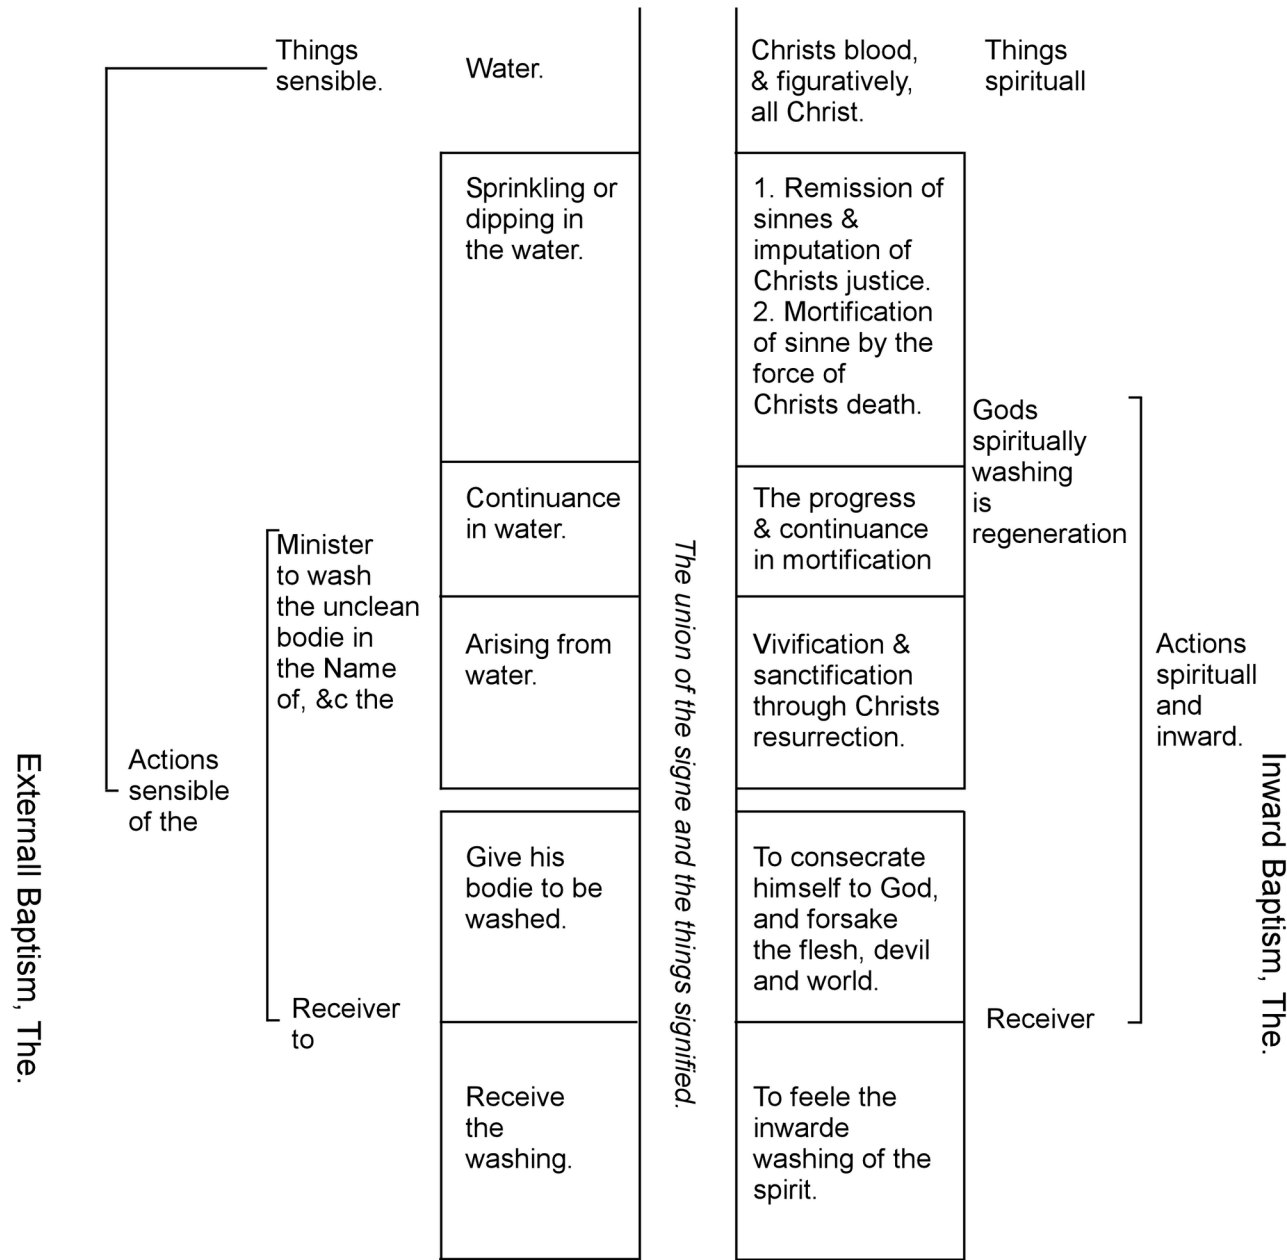 Things
sensible.
Water.
Christs blood,
& figuratively,
all Christ.
Things
spirituall
Sprinkling or
dipping in
the water.
1. Remission of
sinnes &
imputation of
Christs justice.
2. Mortification
of sinne by the
force of
Christs death.
Gods
spiritually
washing
is
regeneration
Minister
to wash
the unclean
bodie in
the Name
of, &c the
Continuance
in water.
The progress
& continuance
in mortification
Arising from
water.
Vivification &
sanctification
through Christs
resurrection.
Actions
spirituall
and
inward.
Externall Baptism, The.
Actions
sensible
of the
The union of the signe and the things signified.
Inward Baptism, The.
Give his
bodie to be
washed.
To consecrate
himself to God,
and forsake
the flesh, devil
and world.
Receiver
to
Receiver
Receive
the
washing.
To feele the
inwarde
washing of the
spirit.